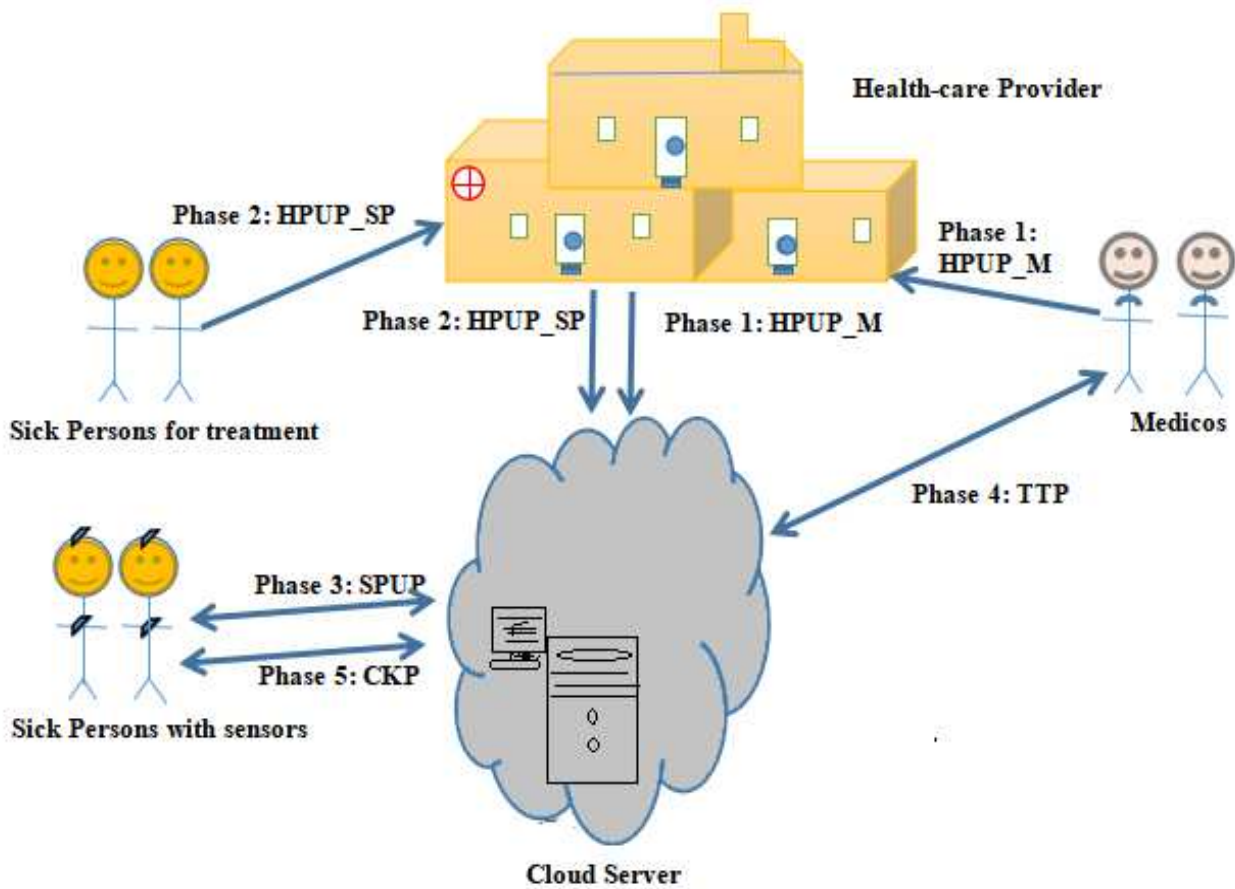 Health-care Provider
Phase 2: HPUP_SP
Phase 1:
HPUP_M
Phase 2: HPUP_SP
Phase 1: HPUP_M
Sick Persons for treatment
Medicos
Phase 4: TTP
Phase 3: SPUP
Phase 5: CKP
Sick Persons with sensors
Cloud Server